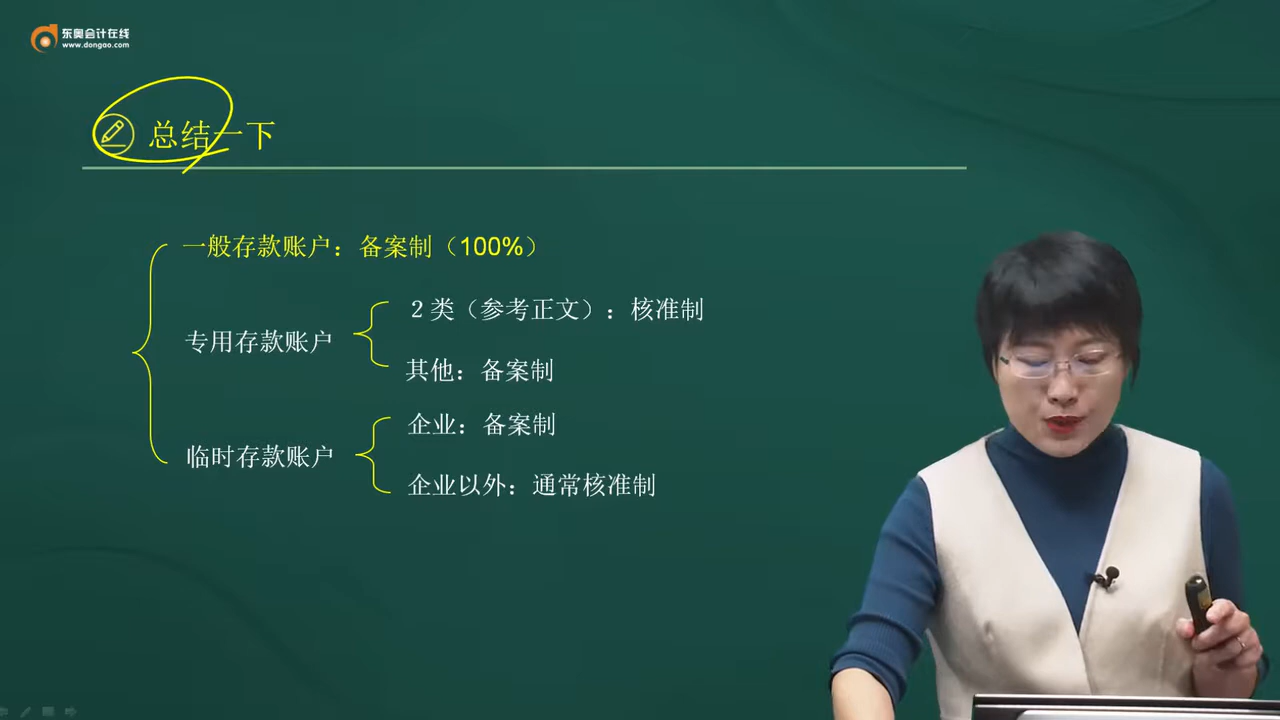 东奥会计在线
www.dongao.com
总结一下
一般存款账户：备案制（100%）
专用存款账户
2 类（参考正文）：核准制
其他：备案制
临时存款账户
企业：备案制
企业以外：通常核准制